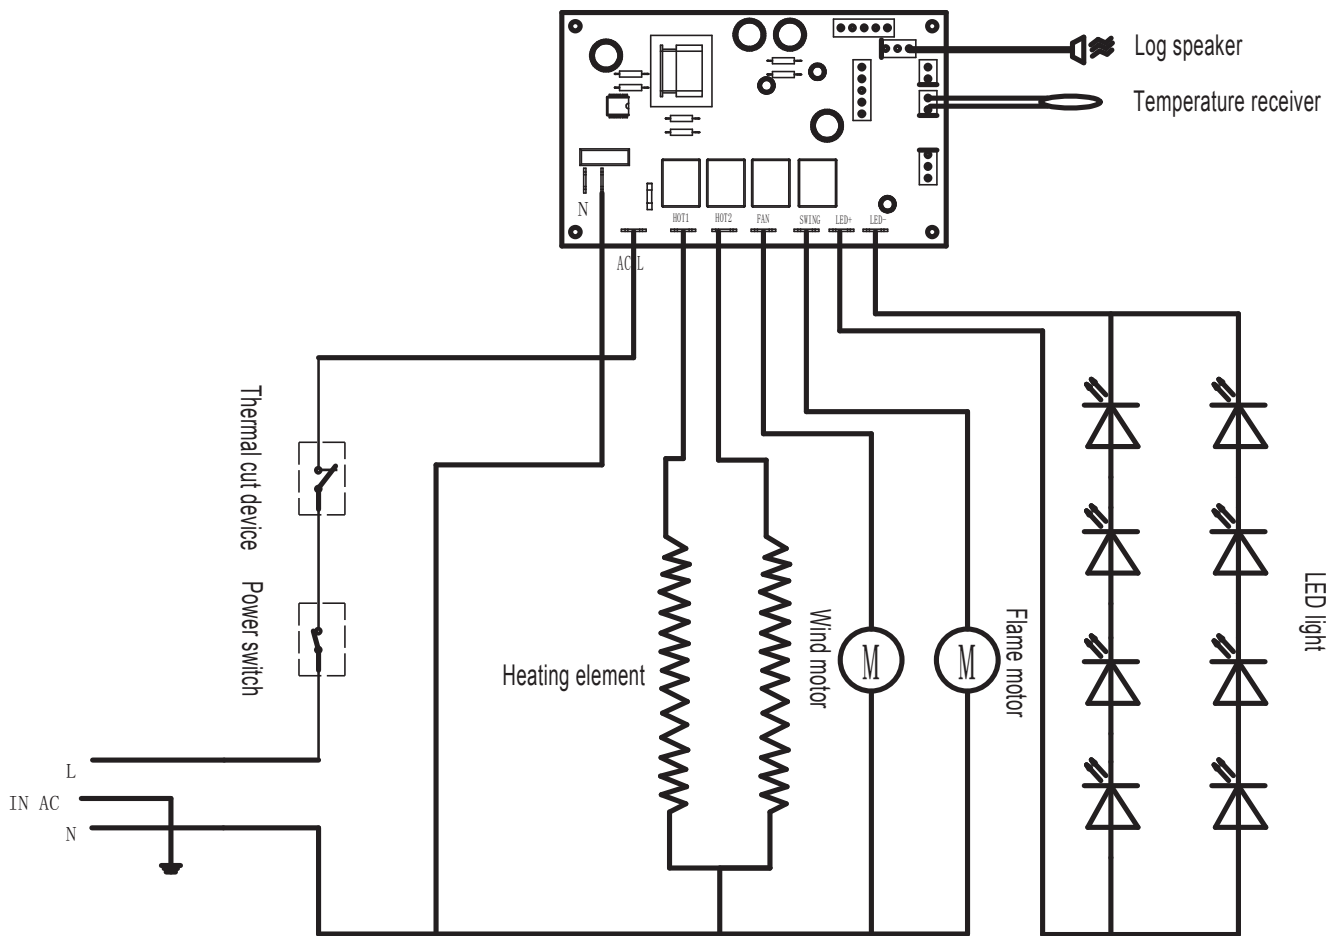 Log speaker
Temperature receiver
N
HOT1
HOT2
FAN
SWING
LED+
LED-
AC L
Thermal cut device
Power switch
Heating element
Wind motor
M
M
Flame motor
LED light
L
IN AC
N